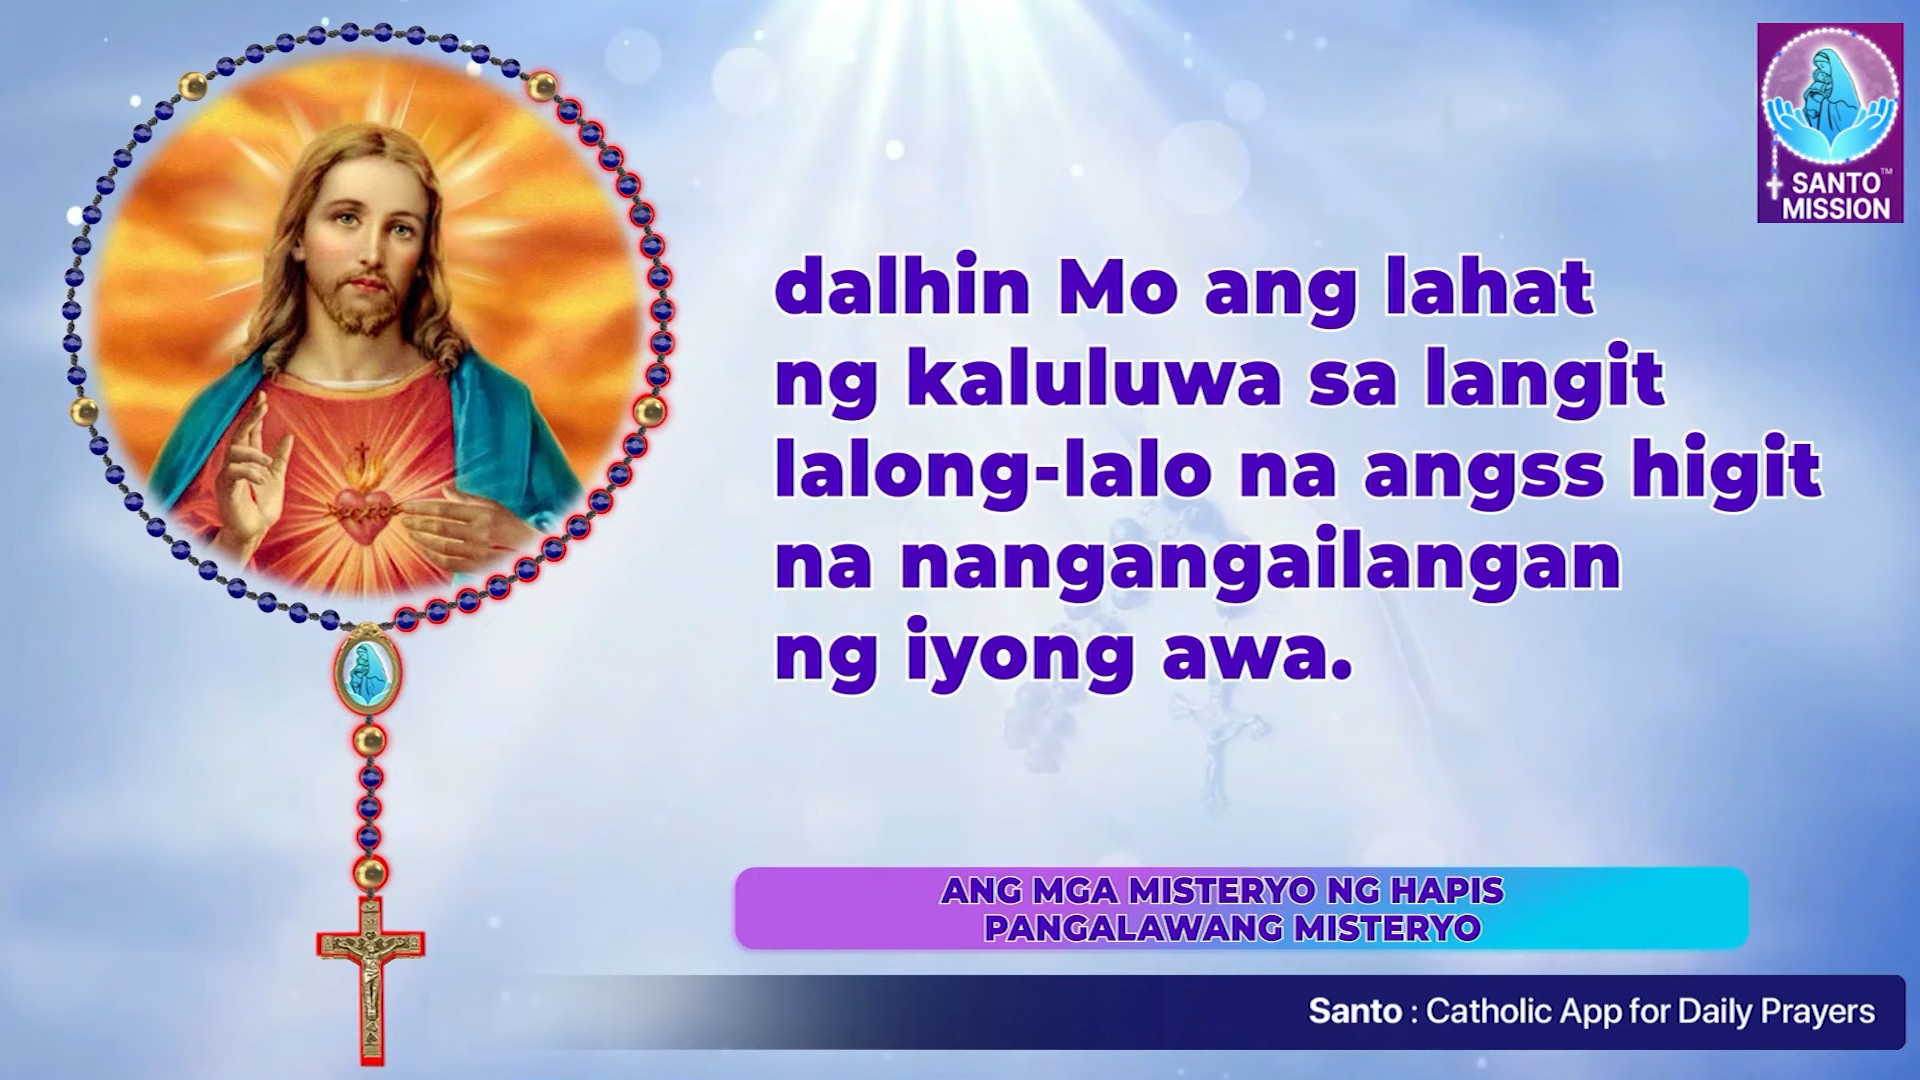 SANTO™
MISSION
dalhin Mo ang lahat
ng kaluluwa sa langit
lalong-lalo na angss higit
na nangangailangan
ng iyong awa.
ANG MGA MISTERYO NG HAPIS
PANGALAWANG MISTERYO
Santo : Catholic App for Daily Prayers